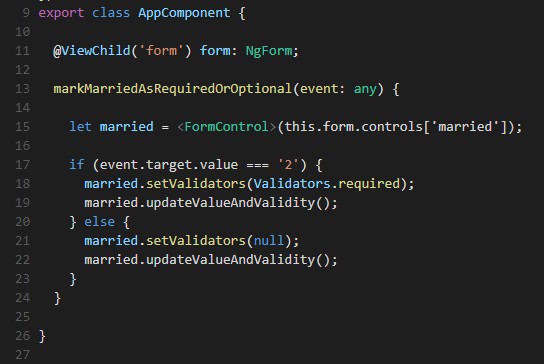 9 export class AppComponent {
10
11 @ViewChild('form') form: NgForm;
12
13 markMarriedAsRequiredOrOptional(event: any) {
14
15 let married = <FormControl>(this.form.controls['married']);
16
17 if (event.target.value === '2') {
18 married.setValidators(Validators.required);
19 married.updateValueAndValidity();
20 } else {
21 married.setValidators(null);
22 married.updateValueAndValidity();
23 }
24 }
25
26 }
27